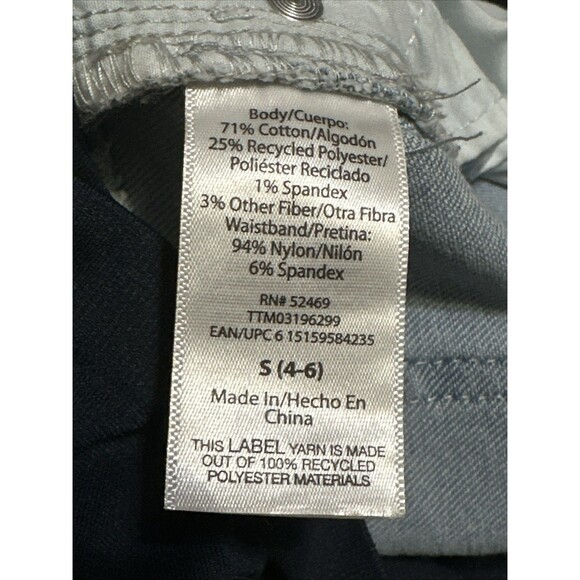 Body/Cuerpo:
71% Cotton/Algodón
25% Recycled Polyester/
Poliéster Reciclado
1% Spandex
3% Other Fiber/Otra Fibra
Waistband/Pretina:
94% Nylon/Nilón
6% Spandex
RN# 52469
TTM03196299
EAN/UPC 6 15159584235
S (4-6)
Made In/Hecho En
China
THIS LABEL YARN IS MADE
OUT OF 100% RECYCLED
POLYESTER MATERIALS